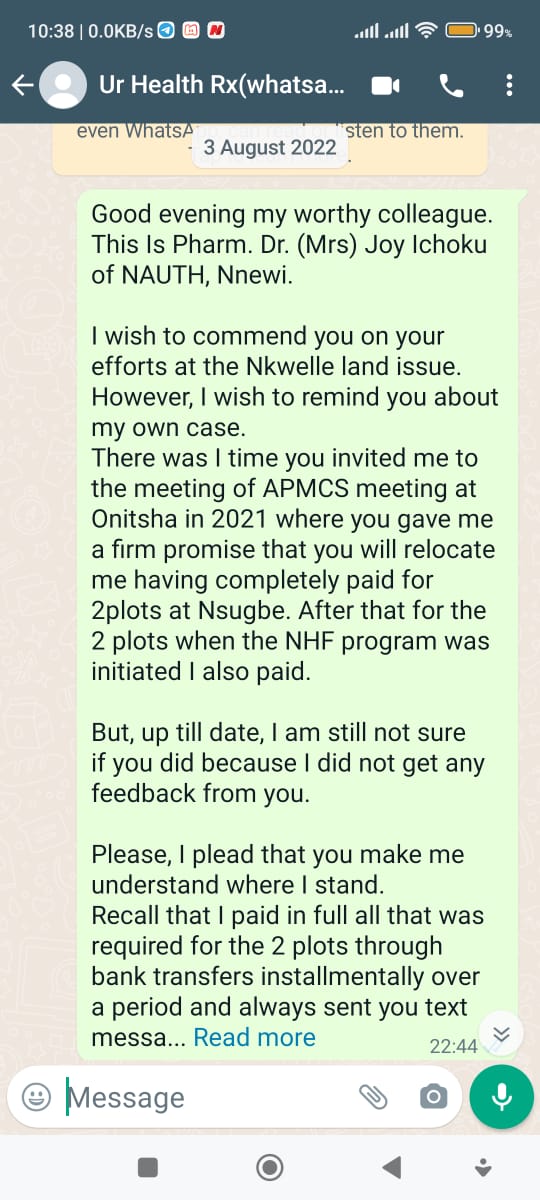 10:38 | 0.0KB/s
99%
Ur Health Rx(whatsa...
even WhatsA
sten to them.
3 August 2022
Good evening my worthy colleague.
This Is Pharm. Dr. (Mrs) Joy Ichoku
of NAUTH, Nnewi.
I wish to commend you on your
efforts at the Nkwelle land issue.
However, I wish to remind you about
my own case.
There was I time you invited me to
the meeting of APMCS meeting at
Onitsha in 2021 where you gave me
a firm promise that you will relocate
me having completely paid for
2plots at Nsugbe. After that for the
2 plots when the NHF program was
initiated I also paid.
But, up till date, I am still not sure
if you did because I did not get any
feedback from you.
Please, I plead that you make me
understand where I stand.
Recall that I paid in full all that was
required for the 2 plots through
bank transfers installmentally over
a period and always sent you text
messa... Read more
22:44
Message